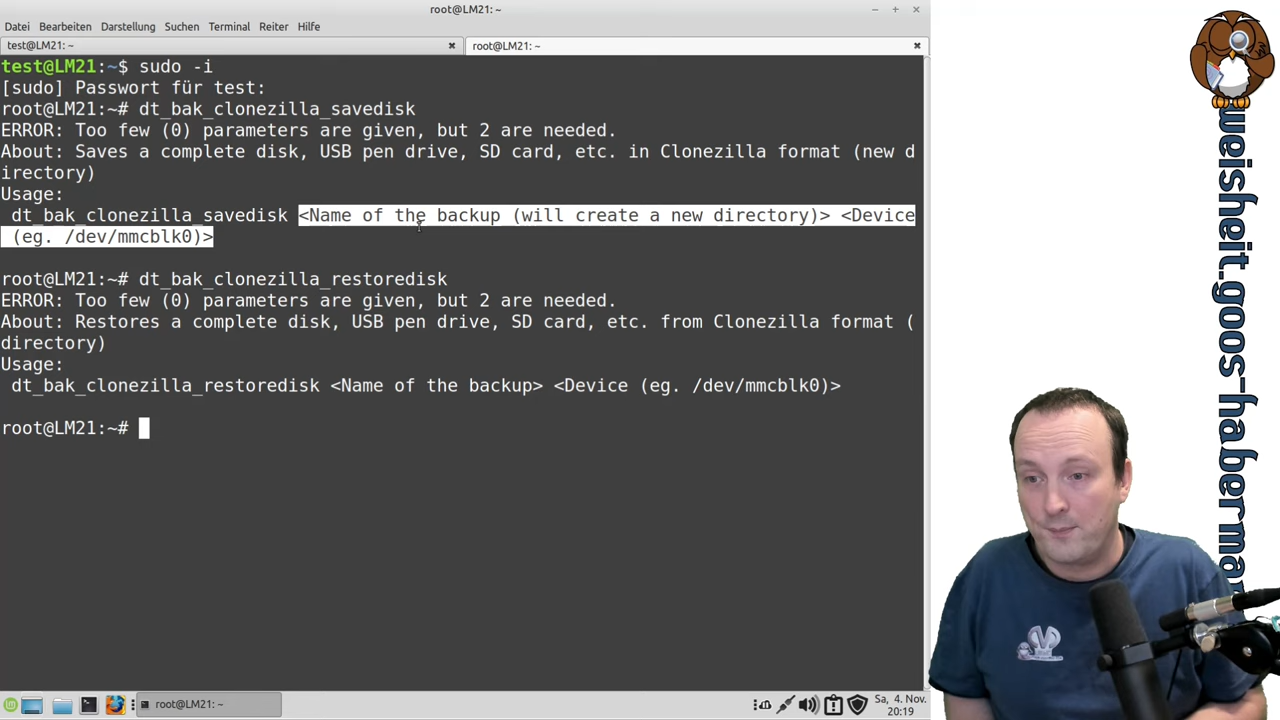 root@LM21: ~
Datei Bearbeiten Darstellung Suchen Terminal Reiter Hilfe
test@LM21: ~
root@LM21: ~
test@LM21:~$ sudo -i
[sudo] Passwort für test:
root@LM21:~# dt_bak_clonezilla_savedisk
ERROR: Too few (0) parameters are given, but 2 are needed.
About: Saves a complete disk, USB pen drive, SD card, etc. in Clonezilla format (new d
irectory)
Usage:
dt_bak_clonezilla_savedisk <Name of the backup (will create a new directory)> <Device
(eg. /dev/mmcblk0)>
root@LM21:~# dt_bak_clonezilla_restoredisk
ERROR: Too few (0) parameters are given, but 2 are needed.
About: Restores a complete disk, USB pen drive, SD card, etc. from Clonezilla format (
directory)
Usage:
dt_bak_clonezilla_restoredisk <Name of the backup> <Device (eg. /dev/mmcblk0)>
root@LM21:~#
root@LM21: ~
Sa, 4. Nov.
20:19
weisheit.goos-haberma